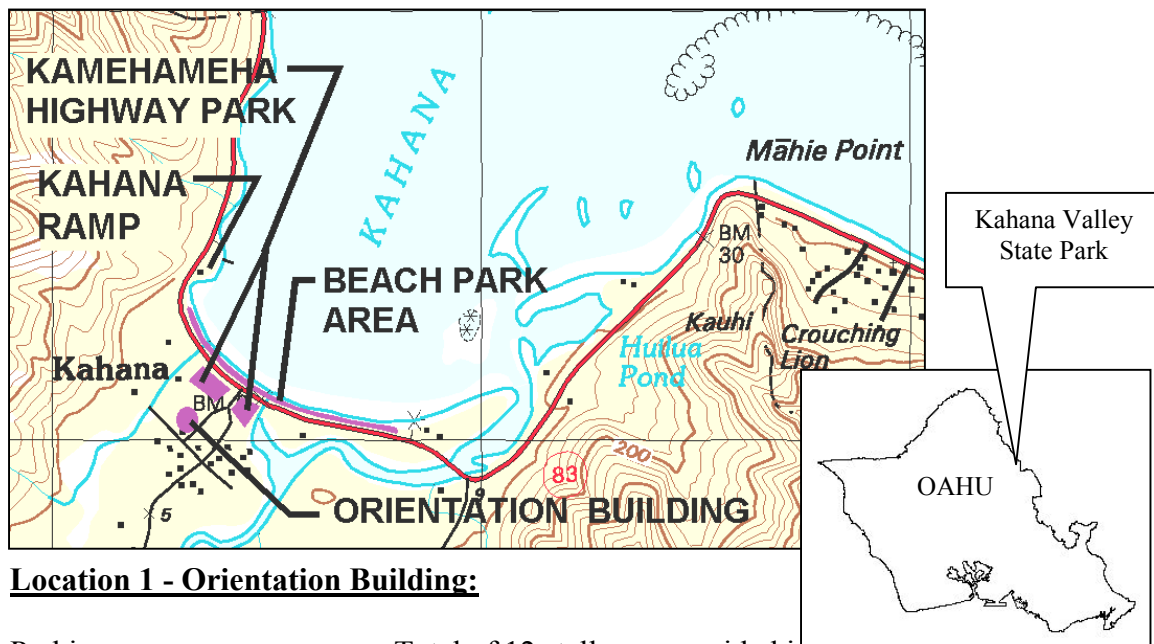 KAMEHAMEHA
HIGHWAY PARK
KAHANA
RAMP
KAHANA
BEACH PARK
AREA
Māhie Point
BM
30
Kauhi
Crouching
Lion
Huilua
Pond
Kahana
BM
200
83
9
5
ORIENTATION BUILDING
Kahana Valley
State Park
OAHU
Location 1 - Orientation Building: